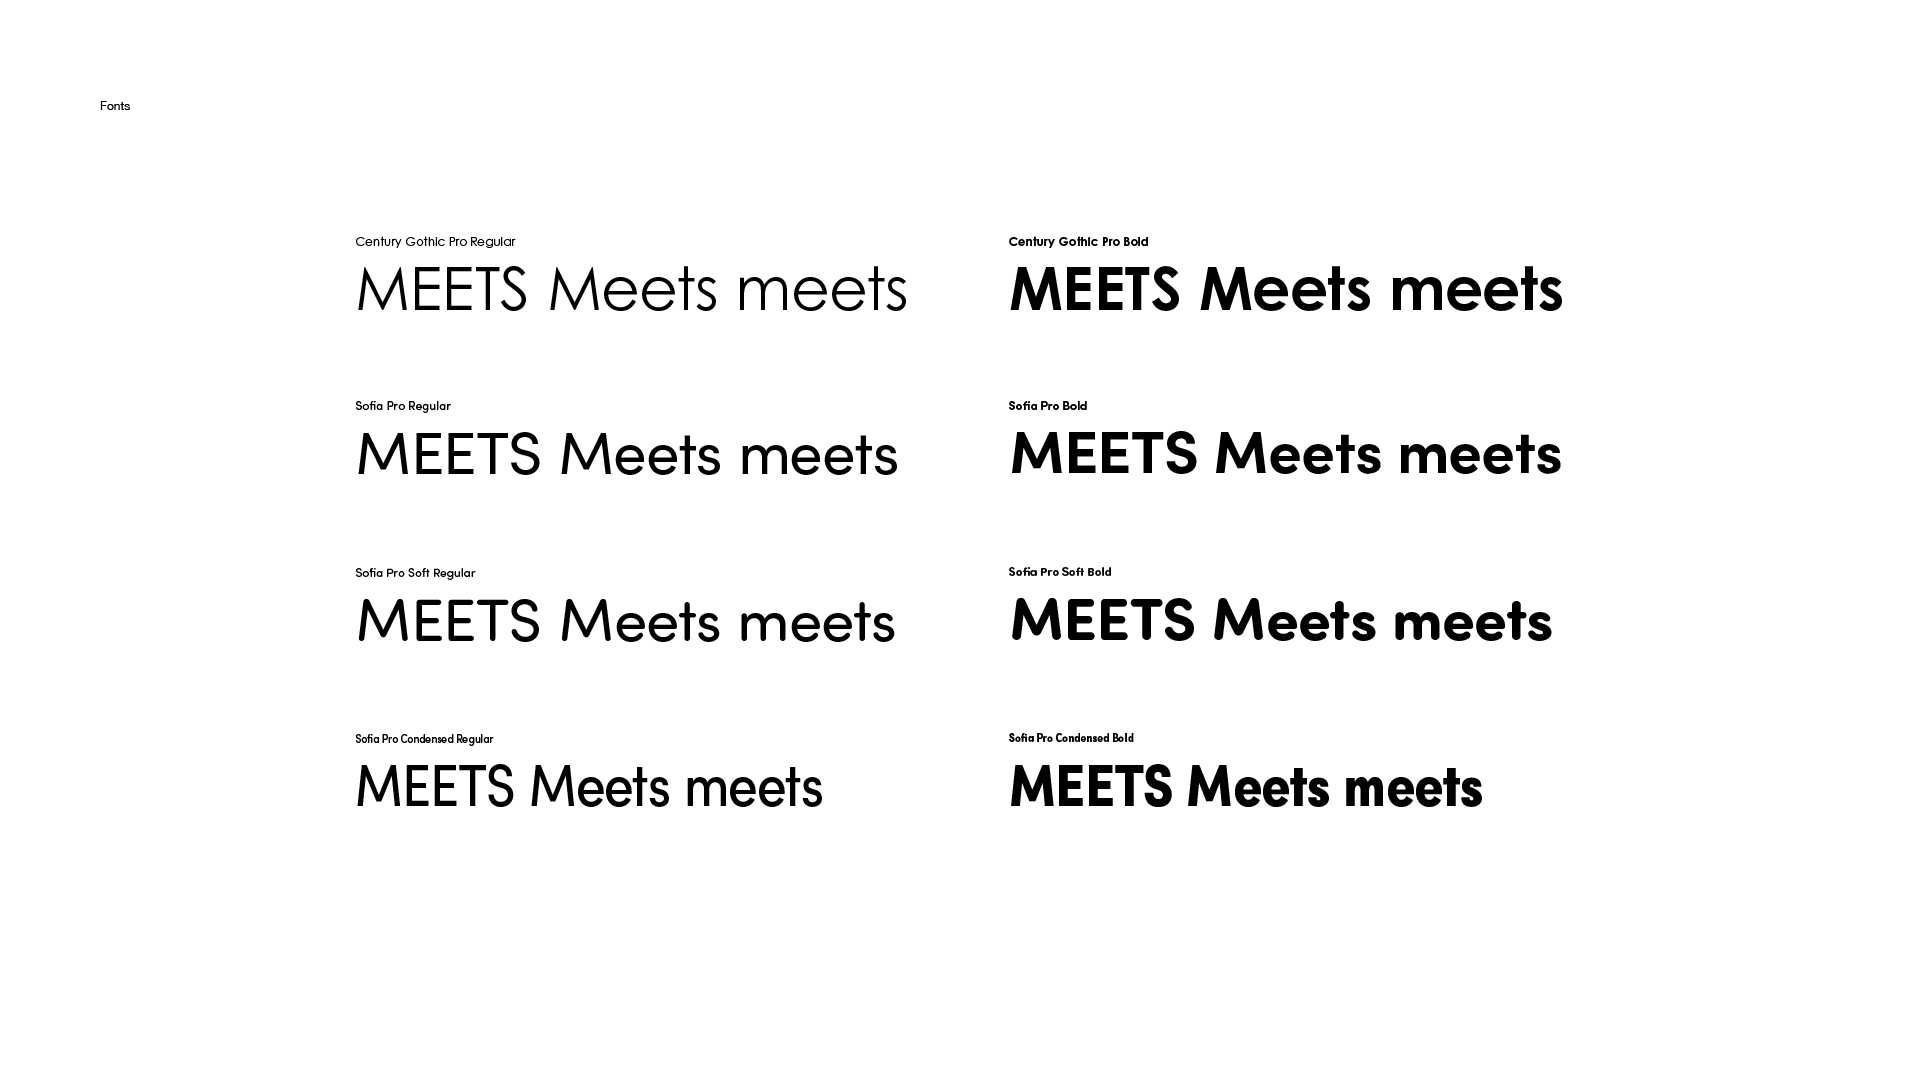 Fonts
Century Gothic Pro Regular
MEETS Meets meets
Century Gothic Pro Bold
MEETS Meets meets
Sofia Pro Regular
MEETS Meets meets
Sofia Pro Bold
MEETS Meets meets
Sofia Pro Soft Regular
MEETS Meets meets
Sofia Pro Soft Bold
MEETS Meets meets
Sofia Pro Condensed Regular
MEETS Meets meets
Sofia Pro Condensed Bold
MEETS Meets meets